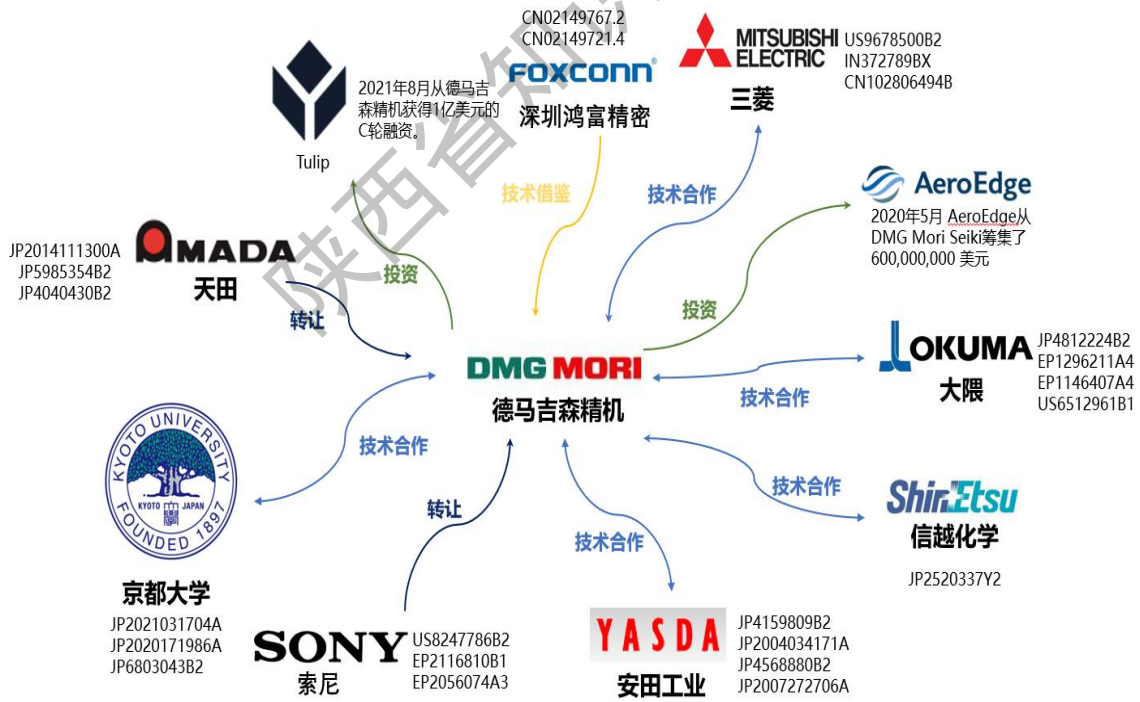 CN02149767.2
CN02149721.4
FOXCONN®
深圳鸿富精密
MITSUBISHI
ELECTRIC
三菱
US9678500B2
IN372789BX
CN102806494B
2021年8月从德马吉
森精机获得1亿美元的
C轮融资。
Tulip
技术借鉴
技术合作
AeroEdge
2020年5月 AeroEdge从
DMG Mori Seiki筹集了
600,000,000 美元
JP2014111300A
JP5985354B2
JP4040430B2
AMADA
天田
投资
转让
投资
DMG MORI
德马吉森精机
OKUMA
大隈
JP4812224B2
EP1296211A4
EP1146407A4
US6512961B1
技术合作
KYOTO UNIVERSITY
KYOTO JAPAN
FOUNDED 1897
京都大学
JP2021031704A
JP2020171986A
JP6803043B2
技术合作
转让
SONY
索尼
US8247786B2
EP2116810B1
EP2056074A3
技术合作
YASDA
安田工业
JP4159809B2
JP2004034171A
JP4568880B2
JP2007272706A
技术合作
ShinEtsu
信越化学
JP2520337Y2
陕西省知